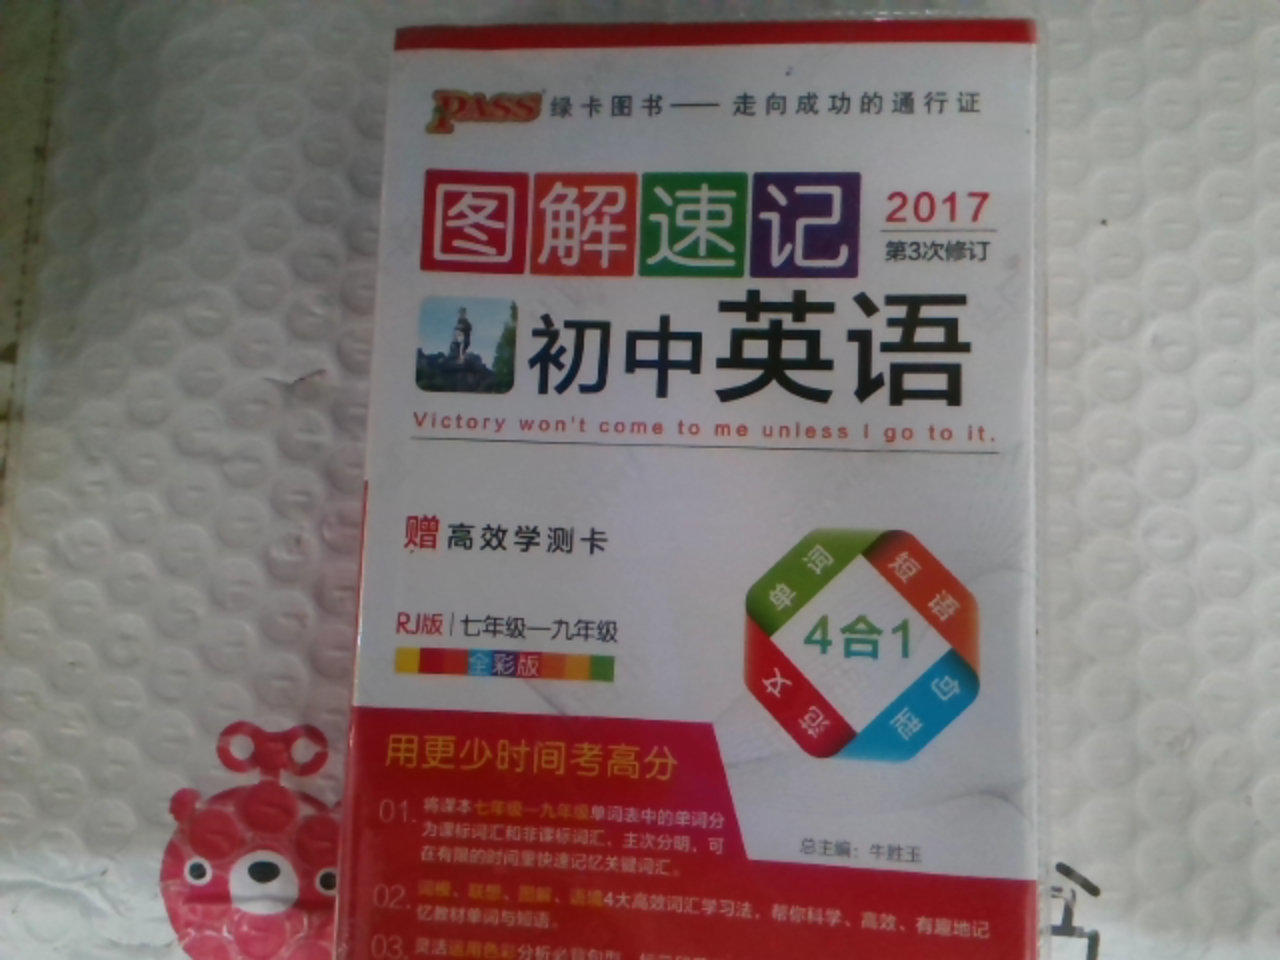 PASS 绿卡图书——走向成功的通行证
图解速记
2017
第3次修订
初中英语
Victory won't come to me unless I go to it.
赠 高效学测卡
RJ版|七年级—九年级
全彩版
单词
短语
4合1
范文
句型
用更少时间考高分
01. 将课本七年级—九年级单词表中的单词分
为课标词汇和非课标词汇，主次分明，可
在有限的时间里快速记忆关键词汇。
总主编：牛胜玉
02. 词根、联想、图解、语境4大高效词汇学习法，帮你科学、高效、有趣地记
忆教材单词与短语。
03. 灵活运用色彩分析必背句型